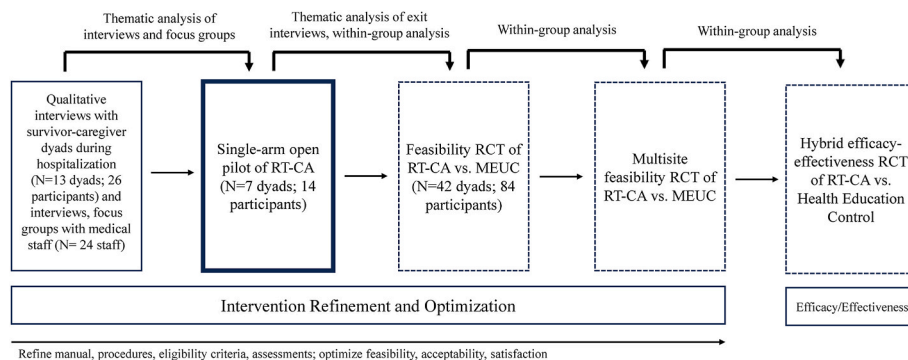 Thematic analysis of
interviews and focus groups
Thematic analysis of exit
interviews, within-group analysis
Within-group analysis
Within-group analysis
Qualitative
interviews with
survivor-caregiver
dyads during
hospitalization
(N=13 dyads; 26
participants) and
interviews, focus
groups with medical
staff (N= 24 staff)
Single-arm open
pilot of RT-CA
(N=7 dyads; 14
participants)
Feasibility RCT of
RT-CA vs. MEUC
(N=42 dyads; 84
participants)
Multisite
feasibility RCT of
RT-CA vs. MEUC
Hybrid efficacy-
effectiveness RCT
of RT-CA vs.
Health Education
Control
Intervention Refinement and Optimization
Efficacy/Effectiveness
Refine manual, procedures, eligibility criteria, assessments; optimize feasibility, acceptability, satisfaction